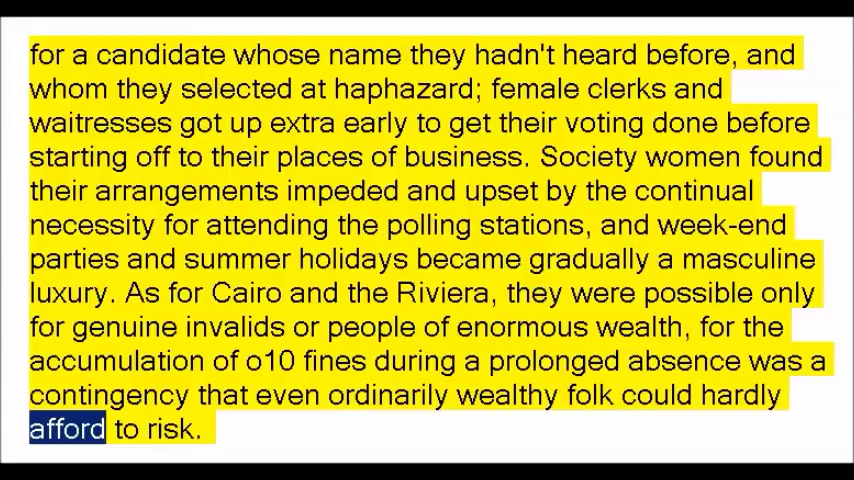 for a candidate whose name they hadn't heard before, and
whom they selected at haphazard; female clerks and
waitresses got up extra early to get their voting done before
starting off to their places of business. Society women found
their arrangements impeded and upset by the continual
necessity for attending the polling stations, and week-end
parties and summer holidays became gradually a masculine
luxury. As for Cairo and the Riviera, they were possible only
for genuine invalids or people of enormous wealth, for the
accumulation of o10 fines during a prolonged absence was a
contingency that even ordinarily wealthy folk could hardly
afford to risk.